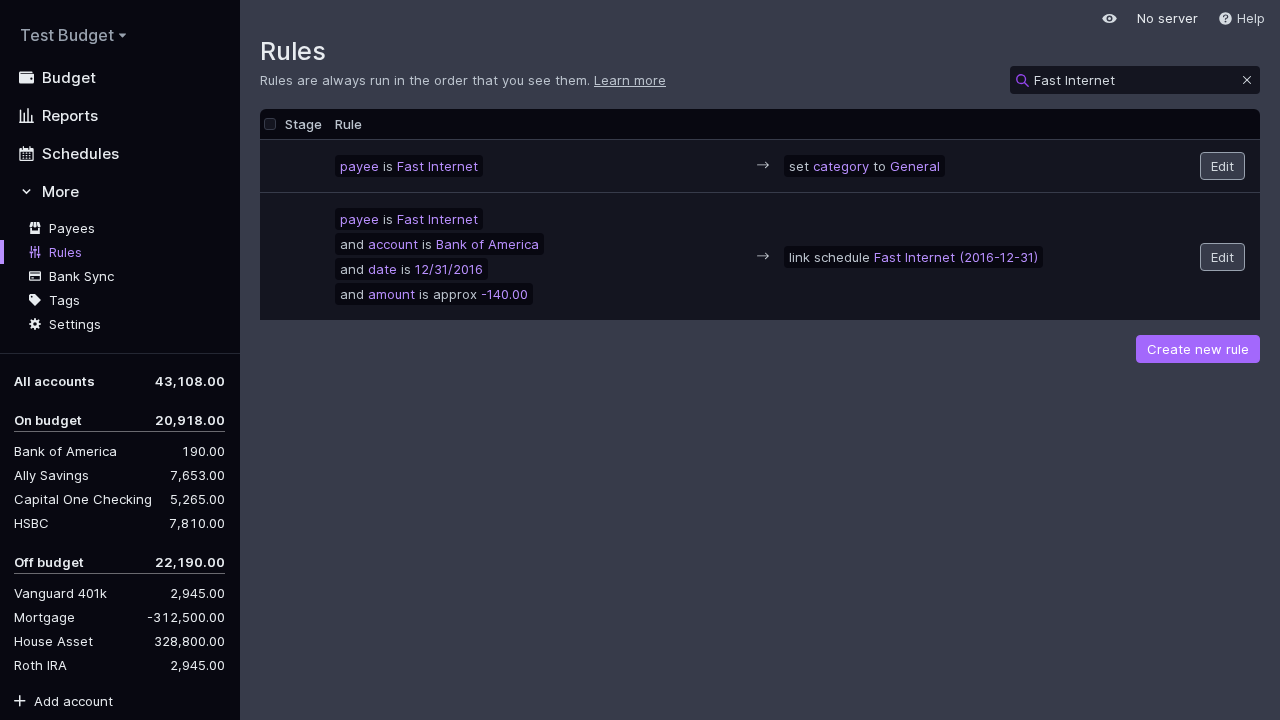 Test Budget
Budget
Reports
Schedules
More
Payees
Rules
Bank Sync
Tags
Settings
All accounts 43,108.00
On budget 20,918.00
Bank of America 190.00
Ally Savings 7,653.00
Capital One Checking 5,265.00
HSBC 7,810.00
Off budget 22,190.00
Vanguard 401k 2,945.00
Mortgage -312,500.00
House Asset 328,800.00
Roth IRA 2,945.00
Add account
No server Help
Rules
Rules are always run in the order that you see them. Learn more
Fast Internet
Stage Rule
payee is Fast Internet → set category to General Edit
payee is Fast Internet
and account is Bank of America
and date is 12/31/2016
and amount is approx -140.00
→ link schedule Fast Internet (2016-12-31) Edit
Create new rule